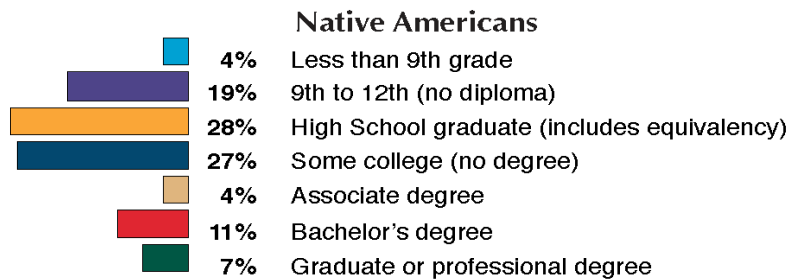 Native Americans
4% Less than 9th grade
19% 9th to 12th (no diploma)
28% High School graduate (includes equivalency)
27% Some college (no degree)
4% Associate degree
11% Bachelor’s degree
7% Graduate or professional degree